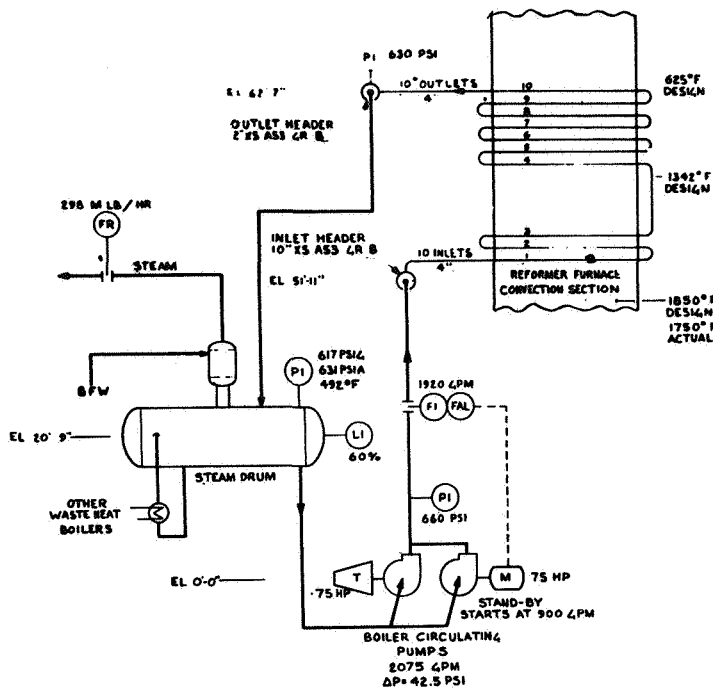 PI 630 PSI
EL 62' 7"
10" OUTLETS
4"
10
9
8
7
6
5
4
625°F
DESIGN
OUTLET HEADER
2" XS A53 GR B
1342°F
DESIGN
298 M LB/HR
FR
STEAM
INLET HEADER
10" XS A53 GR B
EL 51'-11"
10 INLETS
4"
3
2
1
REFORMER FURNACE
CONVECTION SECTION
1850°F
DESIGN
1750°F
ACTUAL
BFW
PI
617 PSIG
631 PSIA
492°F
1920 GPM
FI
FAL
EL 20' 9"
LI
60%
STEAM DRUM
PI
660 PSI
OTHER
WASTE HEAT
BOILERS
EL 0'-0"
T
.75 HP
M
75 HP
STAND-BY
STARTS AT 900 GPM
BOILER CIRCULATING
PUMPS
2075 GPM
ΔP= 42.5 PSI